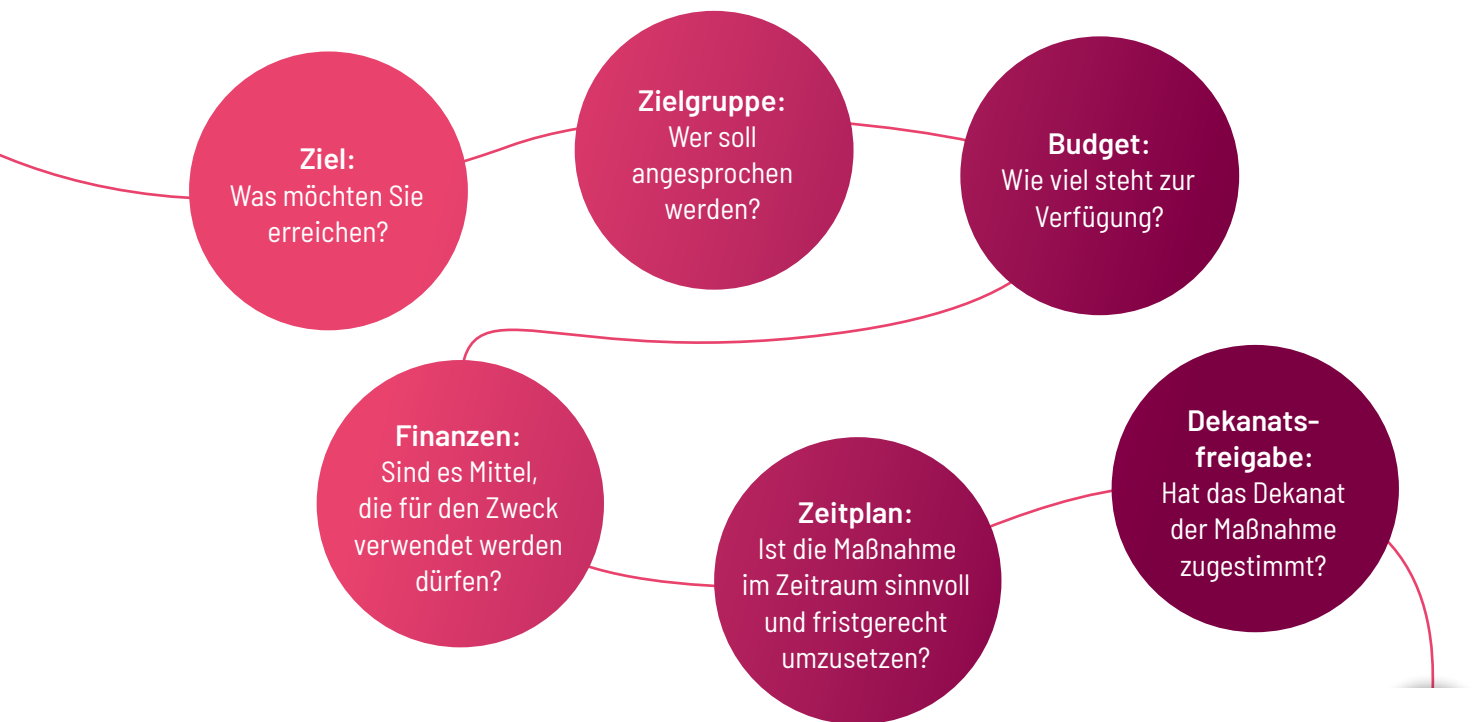 Ziel:
Was möchten Sie
erreichen?
Zielgruppe:
Wer soll
angesprochen
werden?
Budget:
Wie viel steht zur
Verfügung?
Finanzen:
Sind es Mittel,
die für den Zweck
verwendet werden
dürfen?
Zeitplan:
Ist die Maßnahme
im Zeitraum sinnvoll
und fristgerecht
umzusetzen?
Dekanats-
freigabe:
Hat das Dekanat
der Maßnahme
zugestimmt?